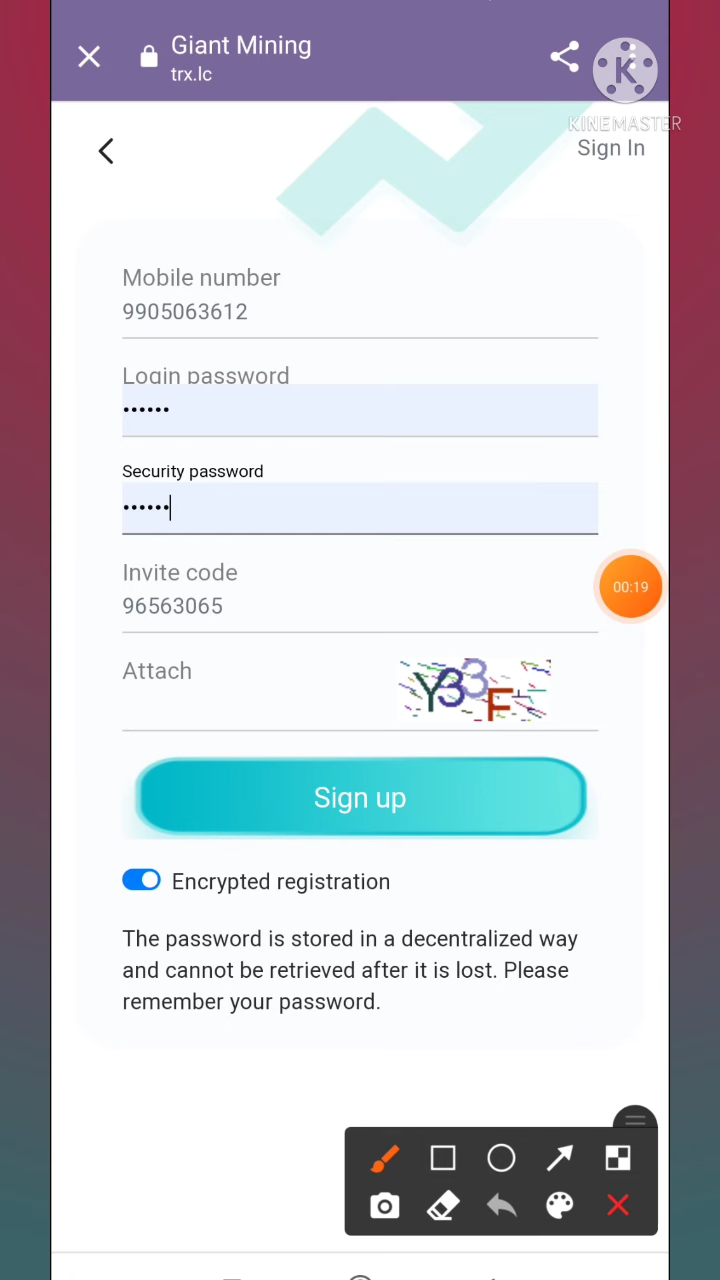 Giant Mining
trx.lc
KINEMASTER
Sign In
Mobile number
9905063612
Login password
••••••
Security password
••••••
Invite code
96563065
00:19
Attach
Y33F
Sign up
Encrypted registration
The password is stored in a decentralized way
and cannot be retrieved after it is lost. Please
remember your password.